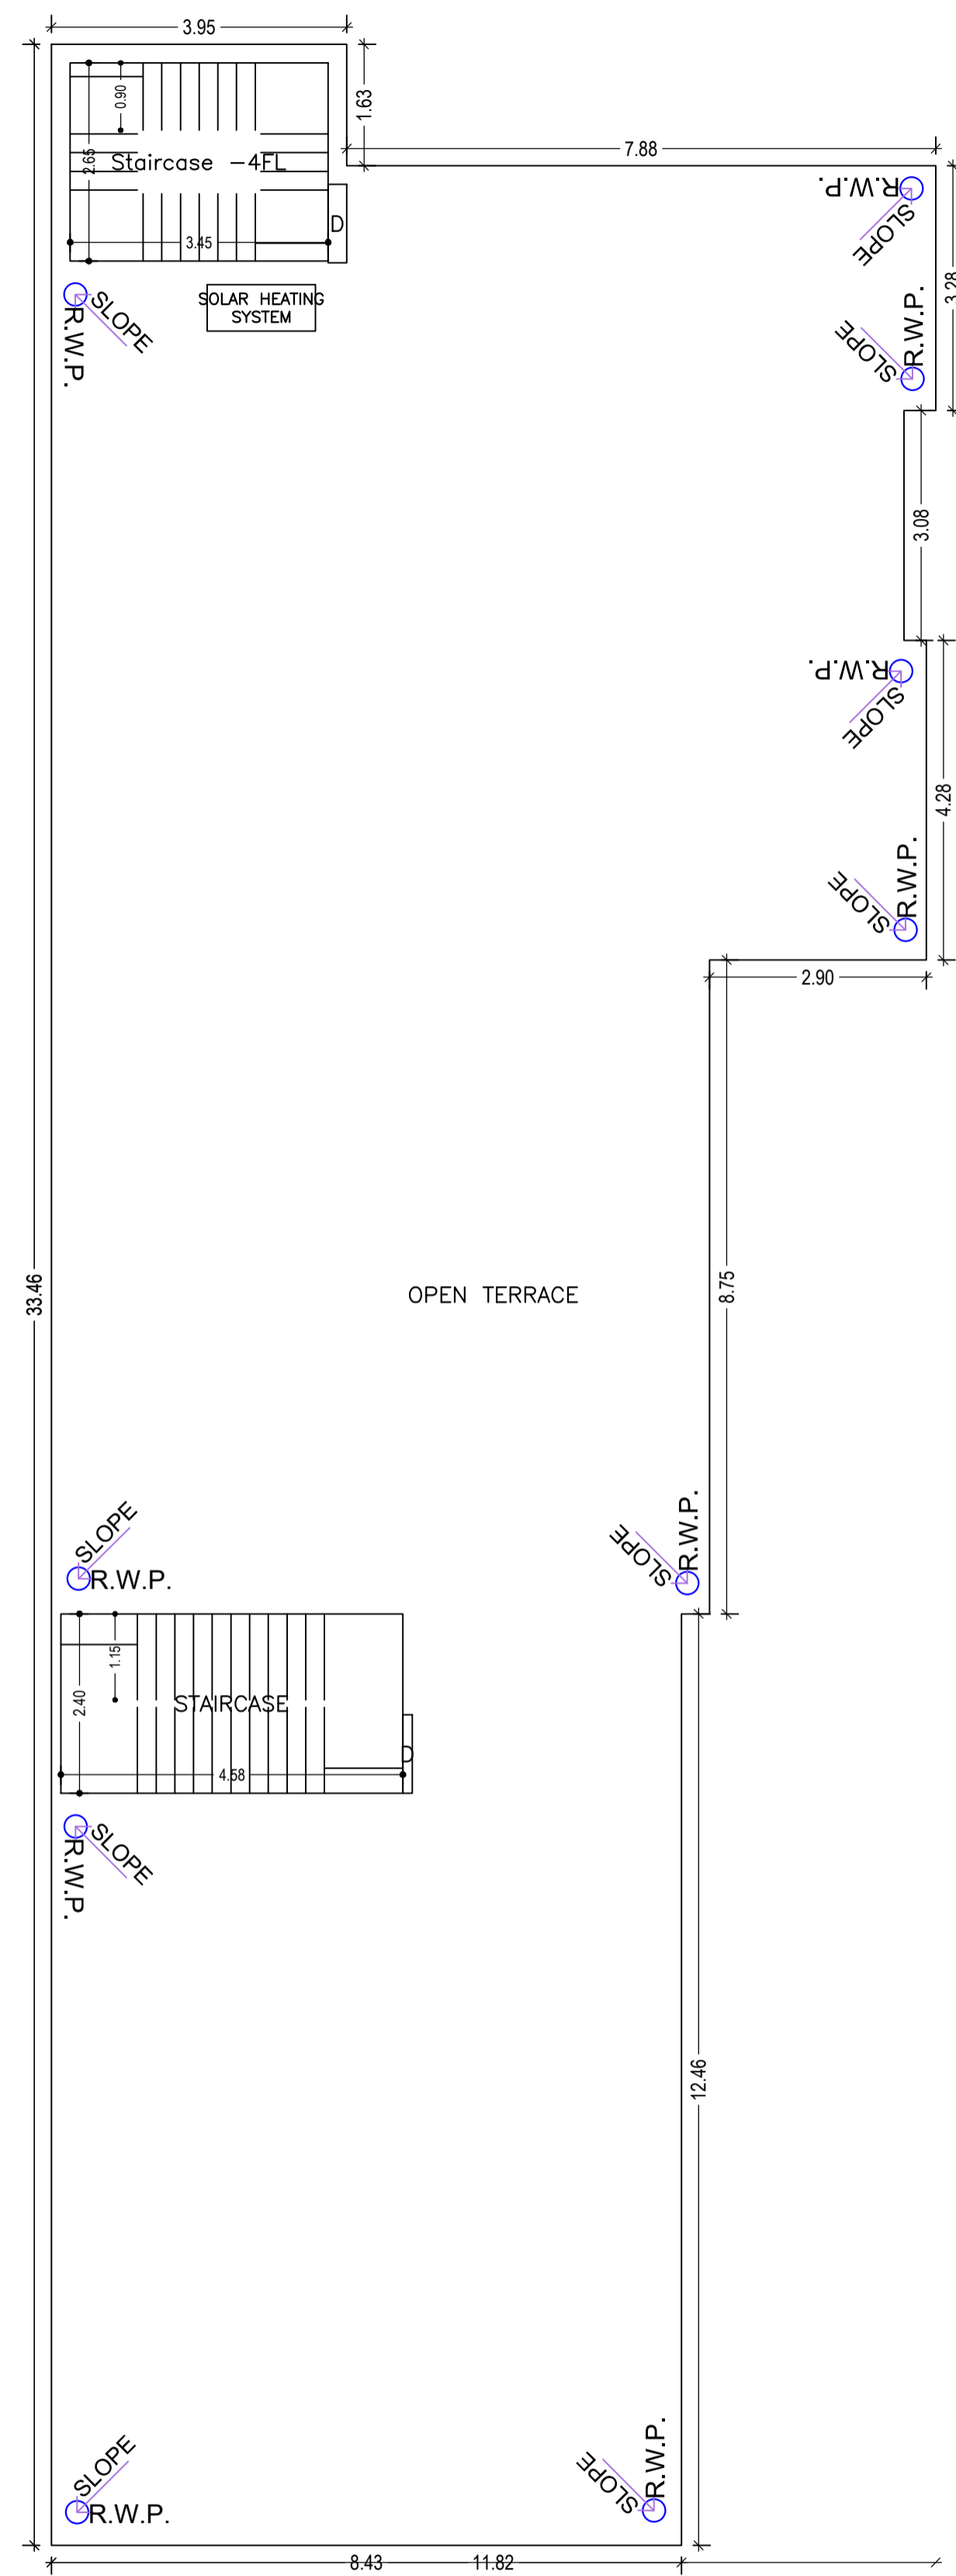 3.95
0.90
1.63
7.88
Staircase -4FL
2.65
R.W.P.
SLOPE
D
3.45
3.28
SOLAR HEATING
SYSTEM
SLOPE
R.W.P.
R.W.P.
SLOPE
3.08
R.W.P.
SLOPE
4.28
R.W.P.
SLOPE
2.90
8.75
33.46
OPEN TERRACE
SLOPE
R.W.P.
R.W.P.
SLOPE
1.15
2.40
STAIRCASE
D
4.58
SLOPE
R.W.P.
12.46
SLOPE
R.W.P.
R.W.P.
SLOPE
8.43
11.82